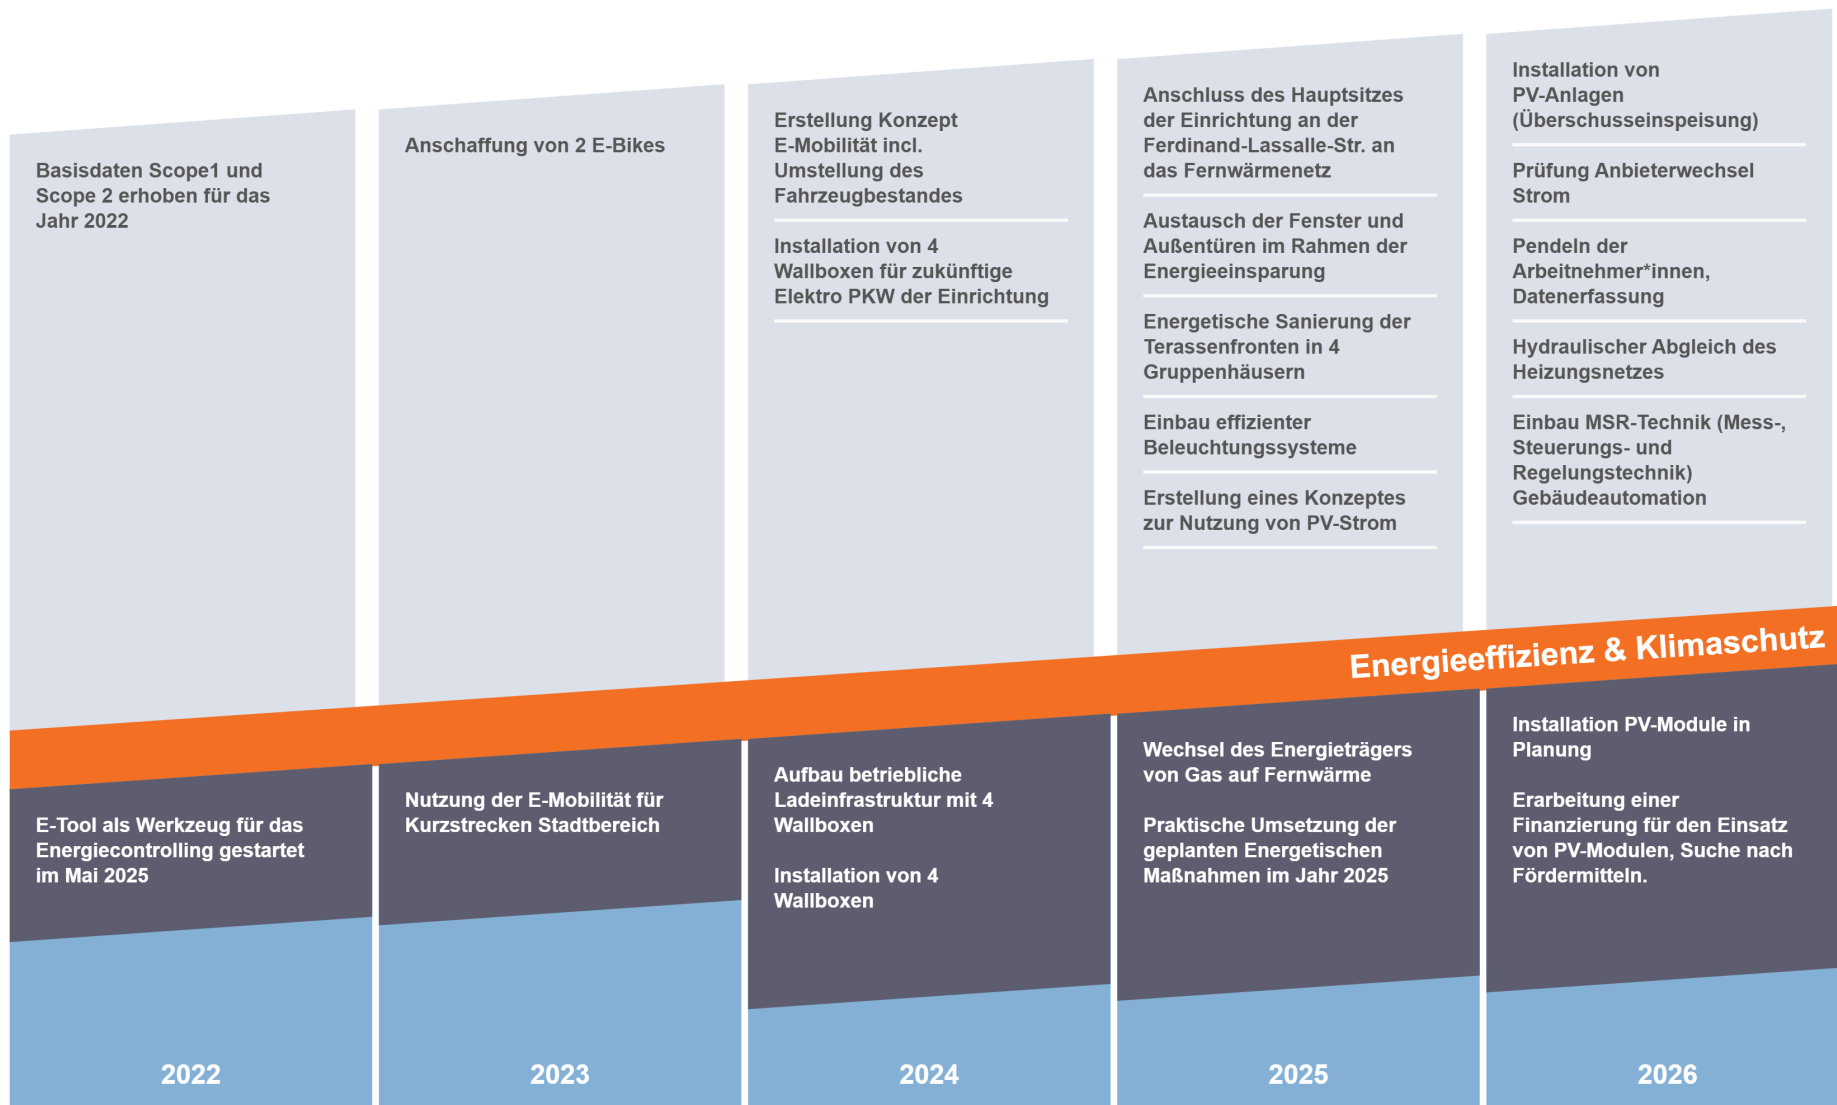 Basisdaten Scope1 und
Scope 2 erhoben für das
Jahr 2022
Anschaffung von 2 E-Bikes
Erstellung Konzept
E-Mobilität incl.
Umstellung des
Fahrzeugbestandes
Installation von 4
Wallboxen für zukünftige
Elektro PKW der Einrichtung
Anschluss des Hauptsitzes
der Einrichtung an der
Ferdinand-Lassalle-Str. an
das Fernwärmenetz
Austausch der Fenster und
Außentüren im Rahmen der
Energieeinsparung
Energetische Sanierung der
Terassenfronten in 4
Gruppenhäusern
Einbau effizienter
Beleuchtungssysteme
Erstellung eines Konzeptes
zur Nutzung von PV-Strom
Installation von
PV-Anlagen
(Überschusseinspeisung)
Prüfung Anbieterwechsel
Strom
Pendeln der
Arbeitnehmer*innen,
Datenerfassung
Hydraulischer Abgleich des
Heizungsnetzes
Einbau MSR-Technik (Mess-,
Steuerungs- und
Regelungstechnik)
Gebäudeautomation
Energieeffizienz & Klimaschutz
E-Tool als Werkzeug für das
Energiecontrolling gestartet
im Mai 2025
Nutzung der E-Mobilität für
Kurzstrecken Stadtbereich
Aufbau betriebliche
Ladeinfrastruktur mit 4
Wallboxen
Installation von 4
Wallboxen
Wechsel des Energieträgers
von Gas auf Fernwärme
Praktische Umsetzung der
geplanten Energetischen
Maßnahmen im Jahr 2025
Installation PV-Module in
Planung
Erarbeitung einer
Finanzierung für den Einsatz
von PV-Modulen, Suche nach
Fördermitteln.
2022
2023
2024
2025
2026